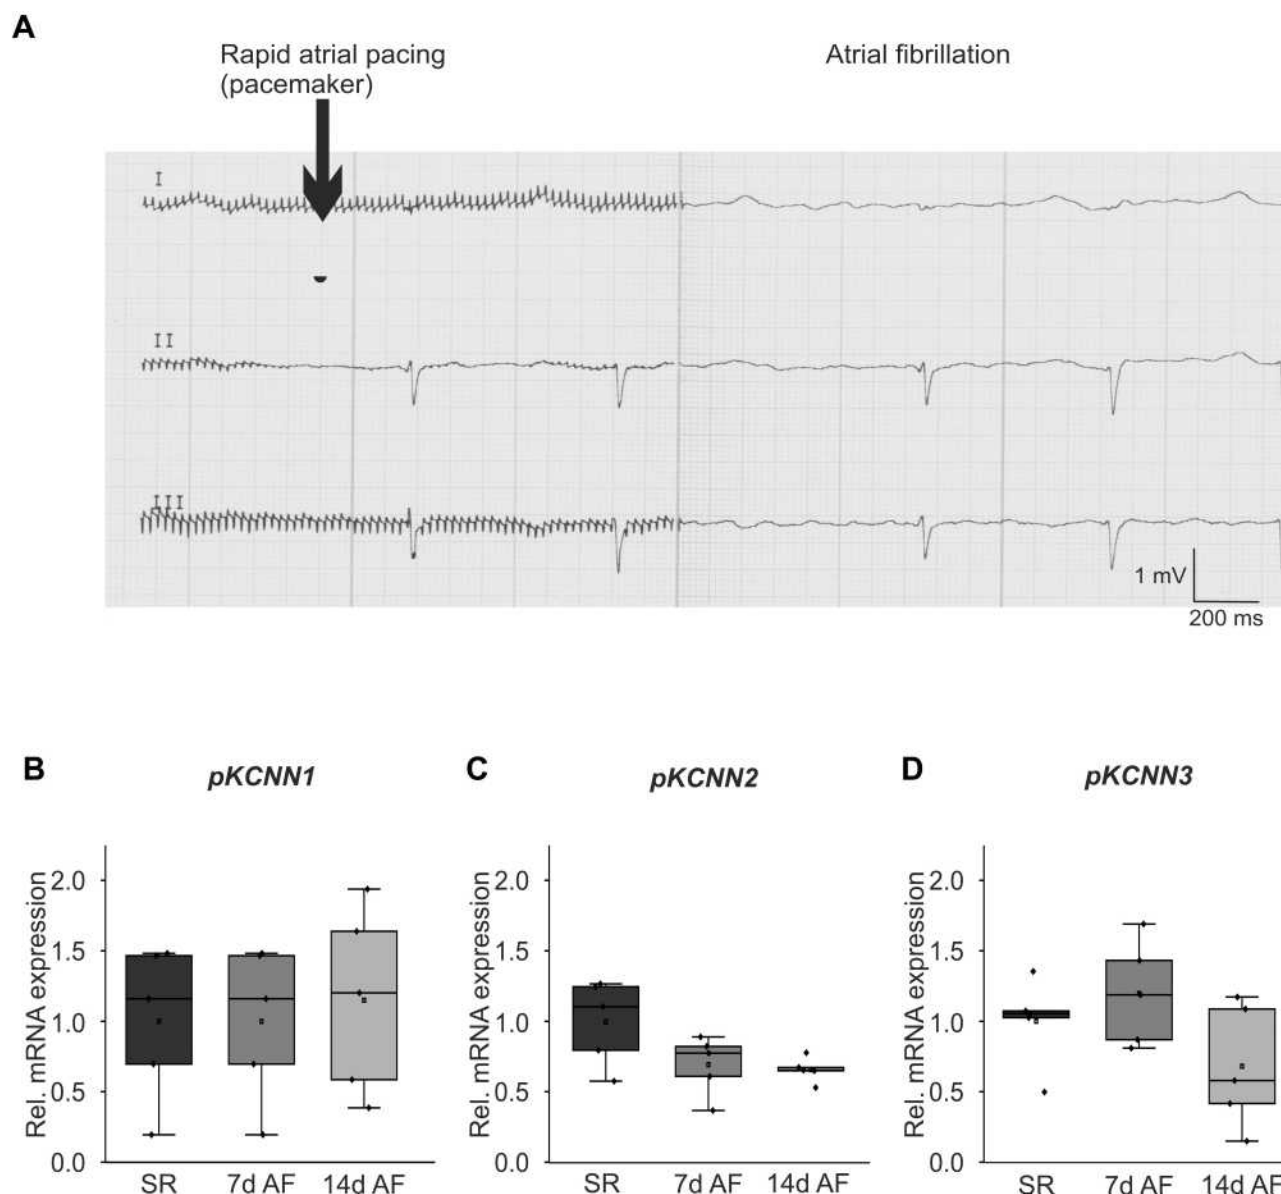 A
Rapid atrial pacing
(pacemaker)
Atrial fibrillation
I
II
III
1 mV
200 ms
B
pKCNN1
Rel. mRNA expression
2.0
1.5
1.0
0.5
0.0
SR
7d AF
14d AF
C
pKCNN2
Rel. mRNA expression
2.0
1.5
1.0
0.5
0.0
SR
7d AF
14d AF
D
pKCNN3
Rel. mRNA expression
2.0
1.5
1.0
0.5
0.0
SR
7d AF
14d AF